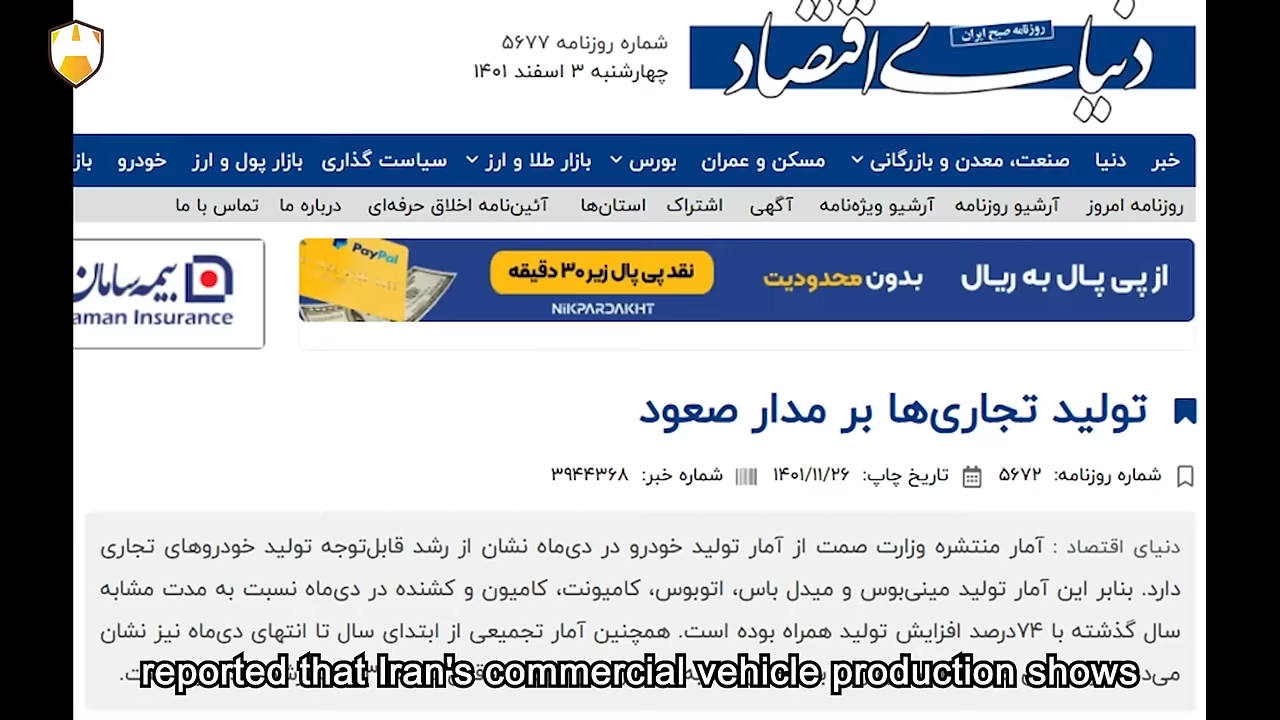 دنیای اقتصاد
روزنامه صبح ایران
شماره روزنامه ۵۶۷۷
چهارشنبه ۳ اسفند ۱۴۰۱
خبر دنیا صنعت، معدن و بازرگانی مسکن و عمران بورس بازار طلا و ارز سیاست گذاری بازار پول و ارز خودرو باز
روزنامه امروز آرشیو روزنامه آرشیو ویژه‌نامه آگهی اشتراک استان‌ها آئین‌نامه اخلاق حرفه‌ای درباره ما تماس با ما
از پی پال به ریال بدون محدودیت نقد پی پال زیر ۳۰ دقیقه
NiKPARDAKHT
PayPal
بیمه سامان
aman Insurance
تولید تجاری‌ها بر مدار صعود
شماره روزنامه: ۵۶۷۲ تاریخ چاپ: ۱۴۰۱/۱۱/۲۶ شماره خبر: ۳۹۴۴۳۶۸
دنیای اقتصاد : آمار منتشره وزارت صمت از آمار تولید خودرو در دی‌ماه نشان از رشد قابل‌توجه تولید خودروهای تجاری
دارد. بنابر این آمار تولید مینی‌بوس و میدل باس، اتوبوس، کامیونت، کامیون و کشنده در دی‌ماه نسبت به مدت مشابه
سال گذشته با ۷۴درصد افزایش تولید همراه بوده است. همچنین آمار تجمیعی از ابتدای سال تا انتهای دی‌ماه نیز نشان
reported that Iran's commercial vehicle production shows